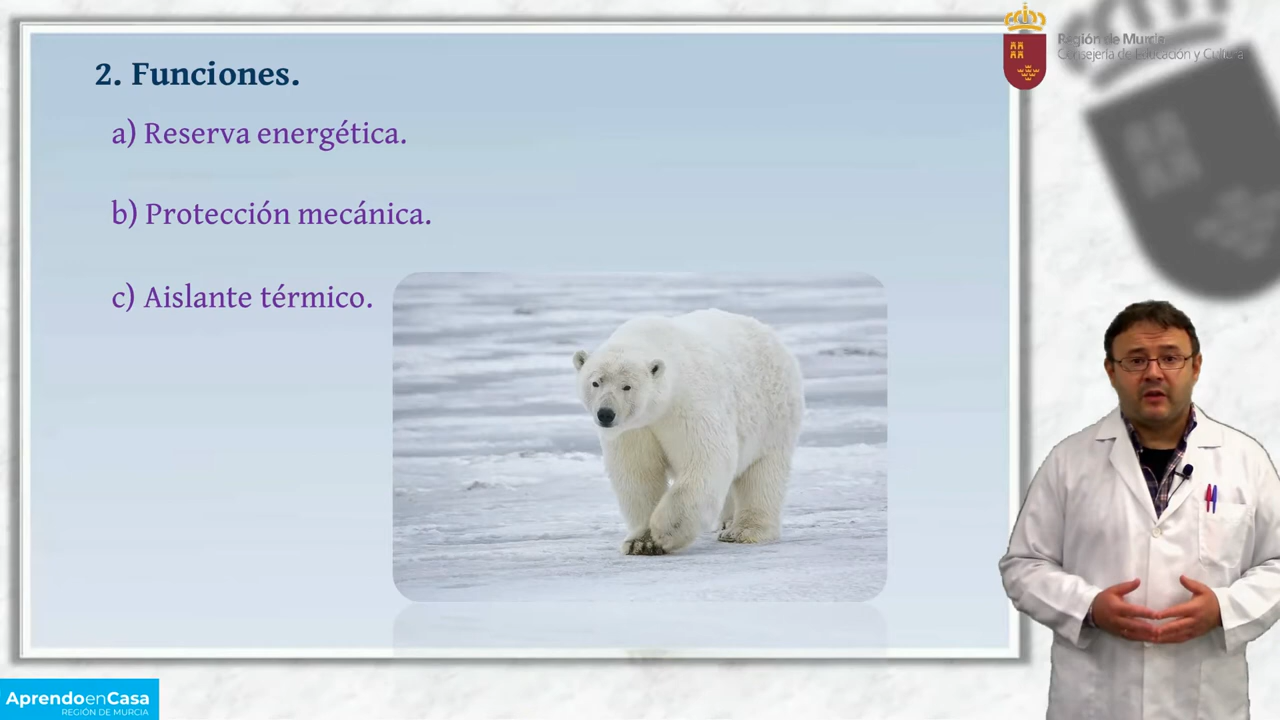 2. Funciones.
a) Reserva energética.
b) Protección mecánica.
c) Aislante térmico.
Región de Murcia
Consejería de Educación y Cultura
AprendoenCasa
REGIÓN DE MURCIA